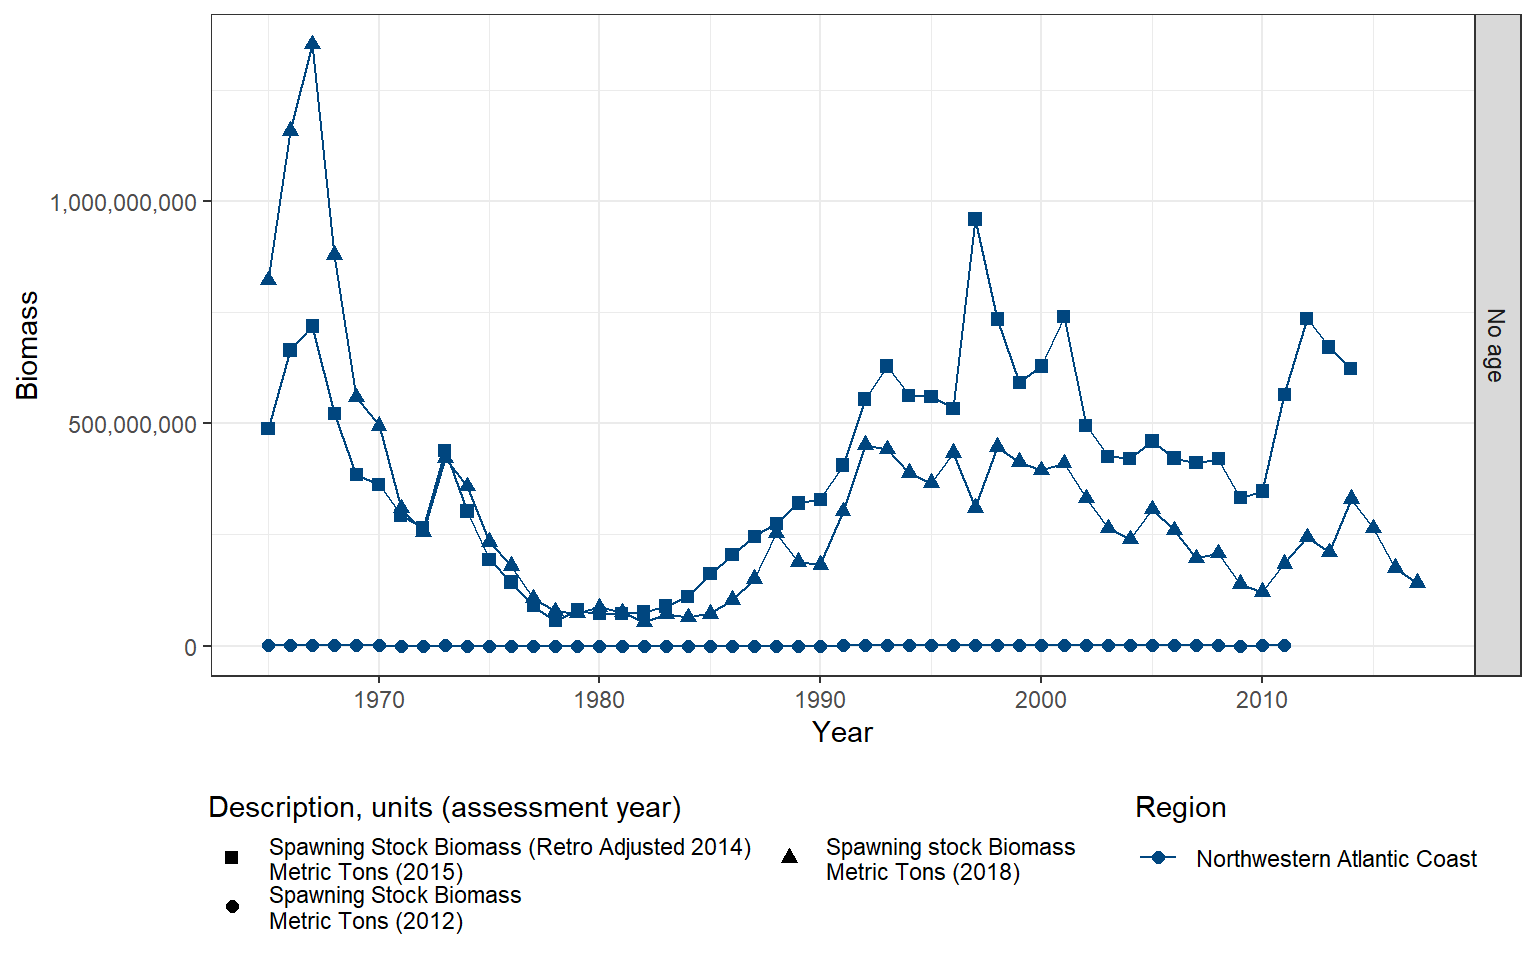 1,000,000,000
500,000,000
0
Biomass
No age
1970 1980 1990 2000 2010
Year
Description, units (assessment year)
Spawning Stock Biomass (Retro Adjusted 2014)
Metric Tons (2015)
Spawning Stock Biomass
Metric Tons (2012)
Spawning stock Biomass
Metric Tons (2018)
Region
Northwestern Atlantic Coast